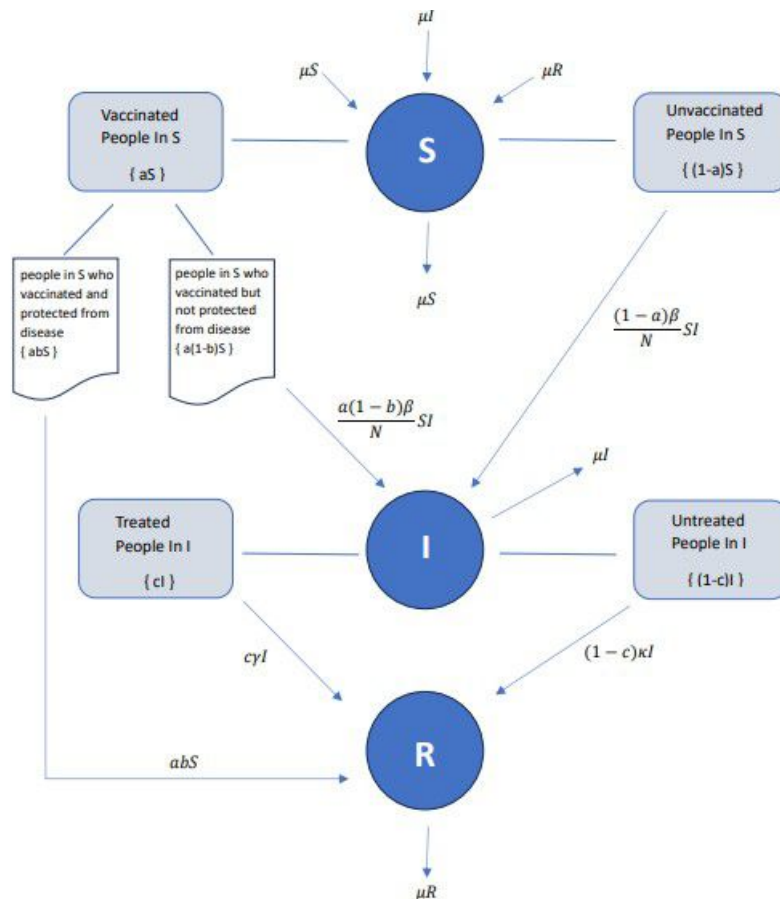 μI
μS
μR
Vaccinated
People In S
{ aS }
S
Unvaccinated
People In S
{ (1-a)S }
people in S who
vaccinated and
protected from
disease
{ abS }
people in S who
vaccinated but
not protected
from disease
{ a(1-b)S }
μS
(1 − a)β
N
SI
a(1 − b)β
N
SI
μI
Treated
People In I
{ cI }
I
Untreated
People In I
{ (1-c)I }
cγI
(1 − c)κI
R
abS
μR